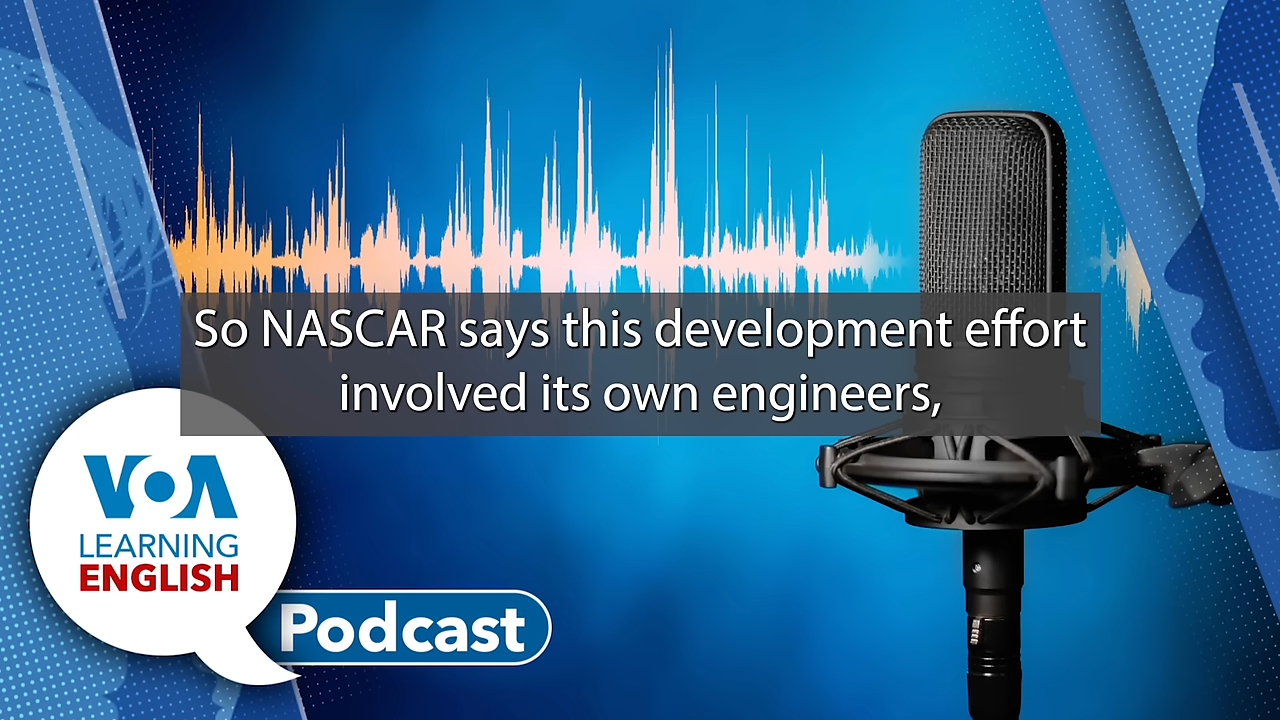 So NASCAR says this development effort
involved its own engineers,
VOA
LEARNING
ENGLISH
Podcast